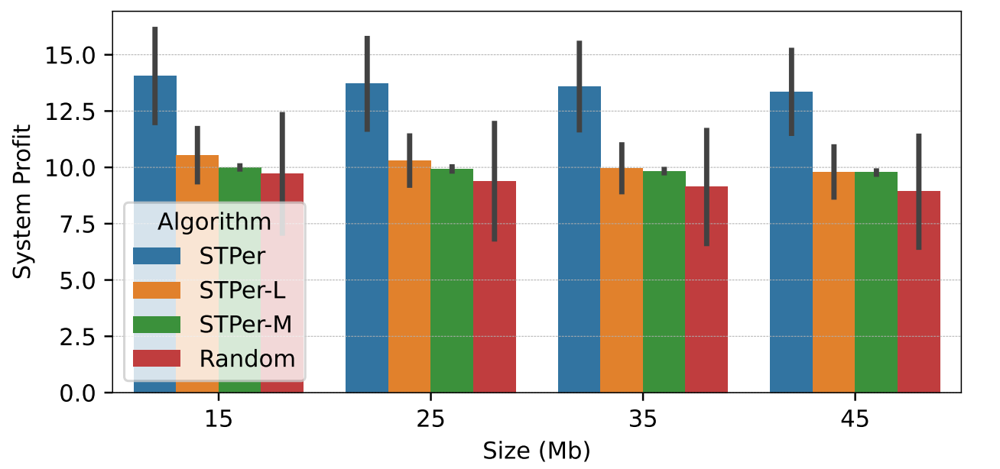 System Profit
15.0
12.5
10.0
7.5
5.0
2.5
0.0
Algorithm
STPer
STPer-L
STPer-M
Random
15 25 35 45
Size (Mb)